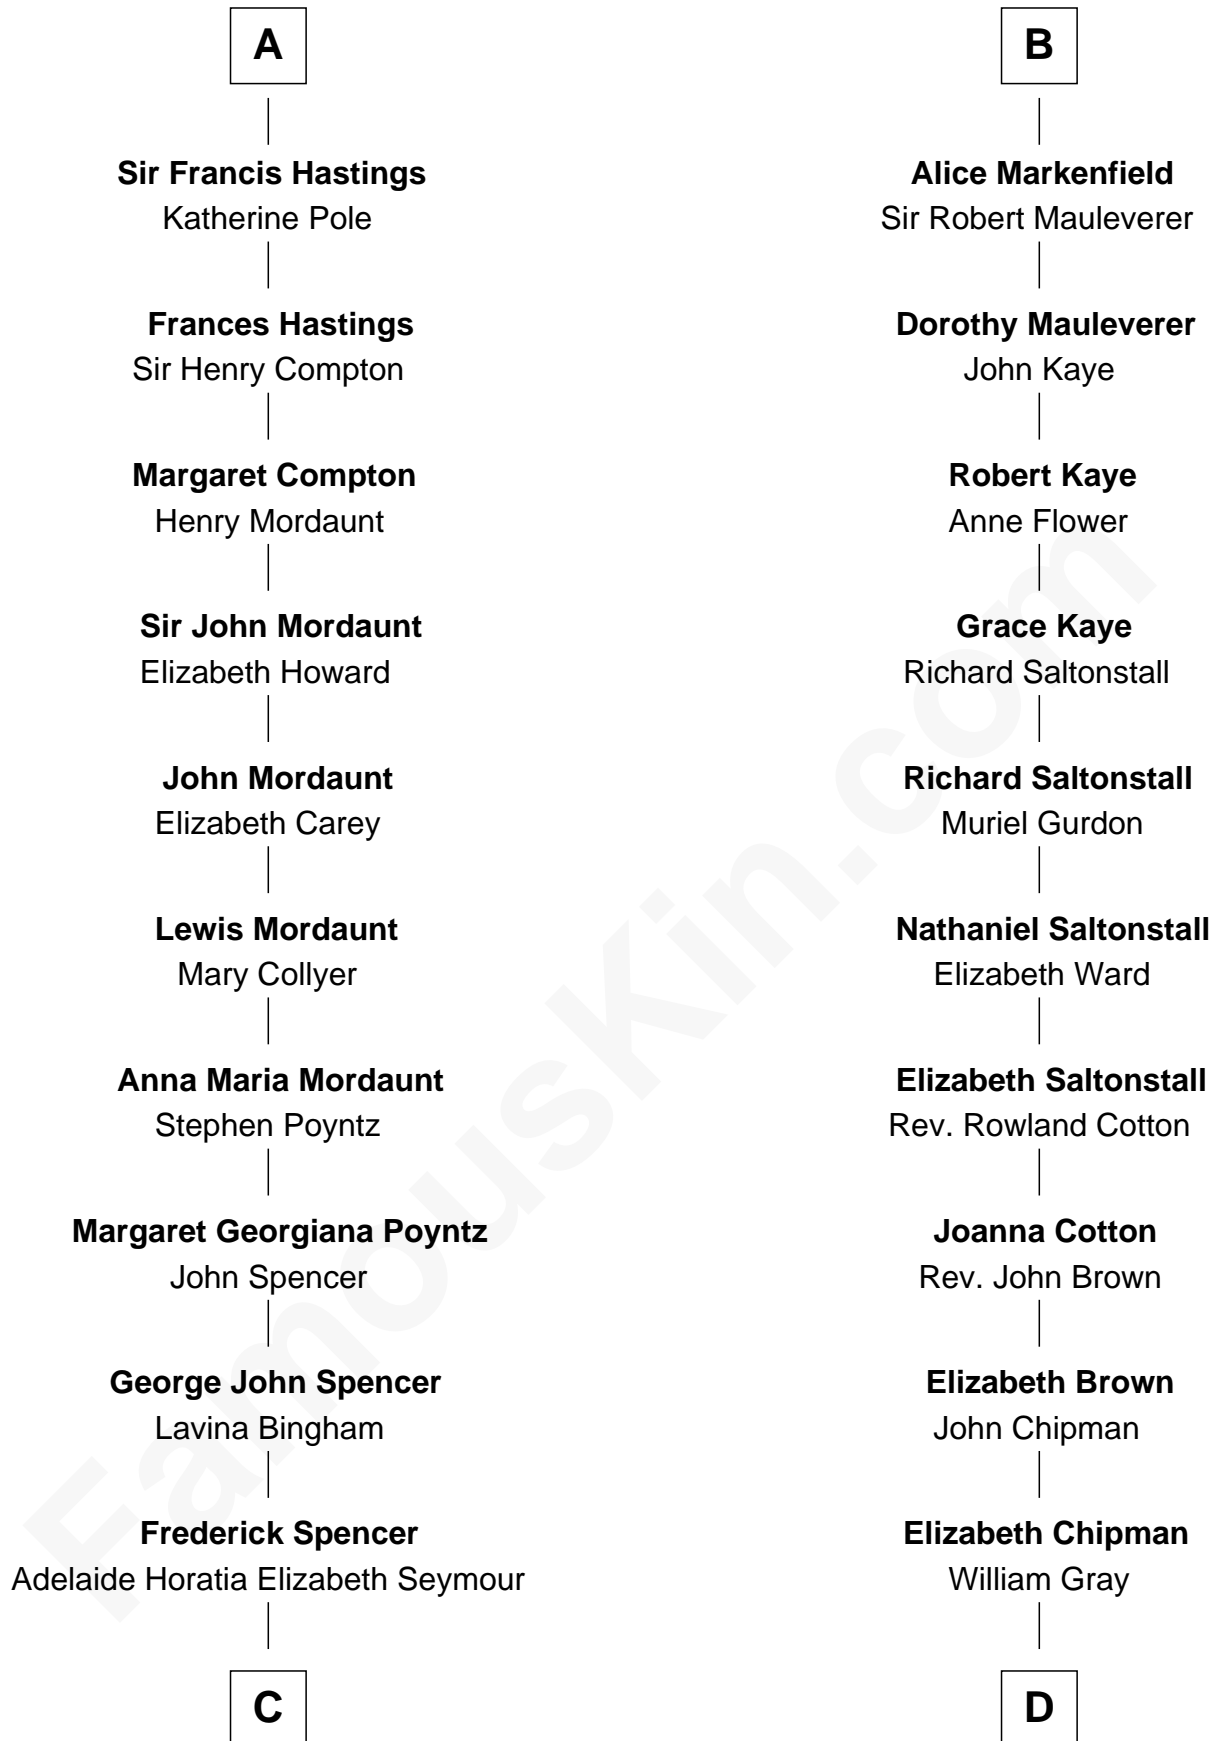 A
Sir Francis Hastings
Katherine Pole
Frances Hastings
Sir Henry Compton
Margaret Compton
Henry Mordaunt
Sir John Mordaunt
Elizabeth Howard
John Mordaunt
Elizabeth Carey
Lewis Mordaunt
Mary Collyer
Anna Maria Mordaunt
Stephen Poyntz
Margaret Georgiana Poyntz
John Spencer
George John Spencer
Lavina Bingham
Frederick Spencer
Adelaide Horatia Elizabeth Seymour
C
B
Alice Markenfield
Sir Robert Mauleverer
Dorothy Mauleverer
John Kaye
Robert Kaye
Anne Flower
Grace Kaye
Richard Saltonstall
Richard Saltonstall
Muriel Gurdon
Nathaniel Saltonstall
Elizabeth Ward
Elizabeth Saltonstall
Rev. Rowland Cotton
Joanna Cotton
Rev. John Brown
Elizabeth Brown
John Chipman
Elizabeth Chipman
William Gray
D
FamousKin.com